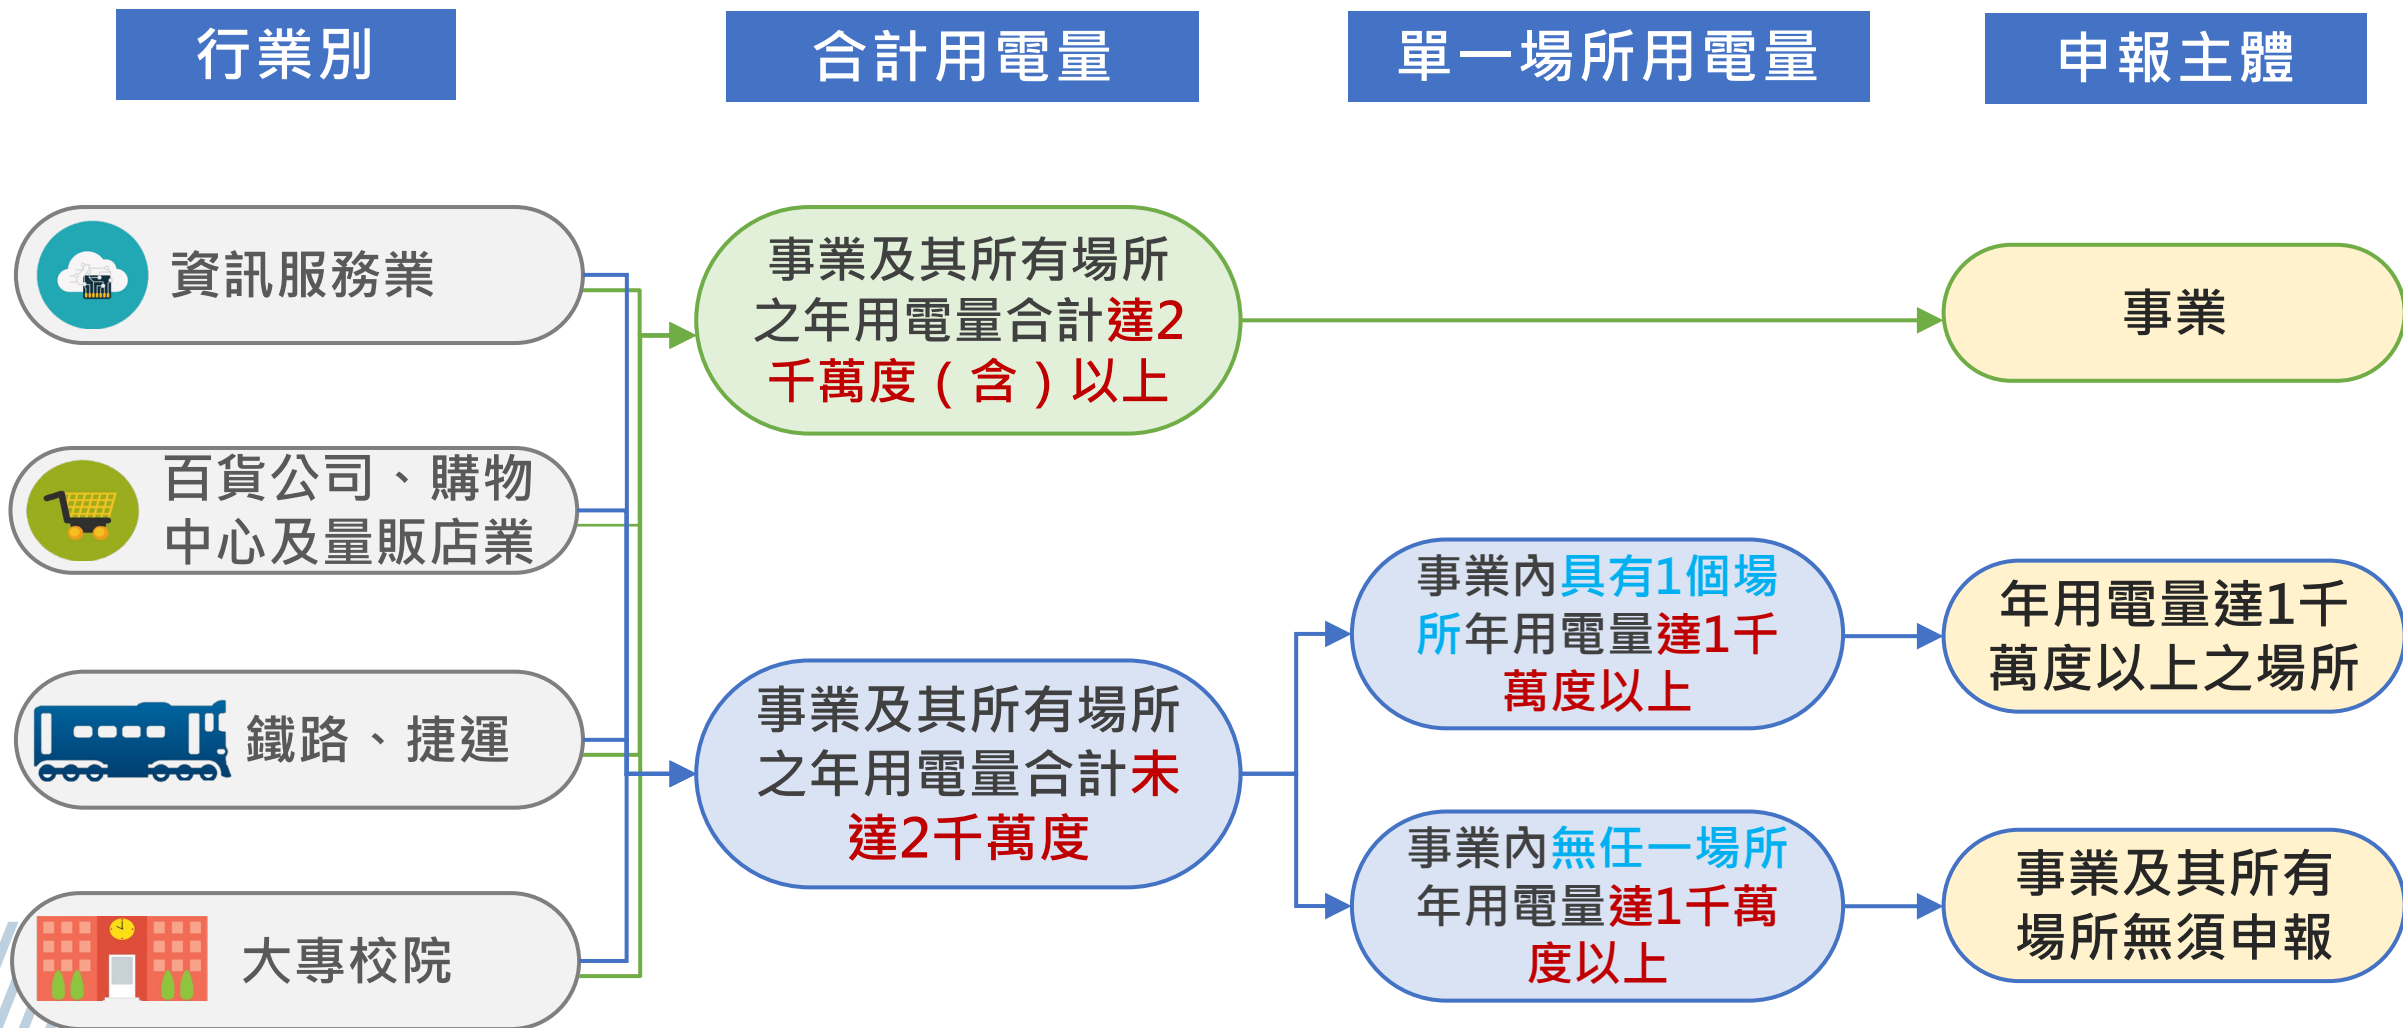 行業別
合計用電量
單一場所用電量
申報主體
資訊服務業
百貨公司、購物
中心及量販店業
鐵路、捷運
大專校院
事業及其所有場所
之年用電量合計達2
千萬度（含）以上
事業及其所有場所
之年用電量合計未
達2千萬度
事業內具有1個場
所年用電量達1千
萬度以上
事業內無任一場所
年用電量達1千萬
度以上
事業
年用電量達1千
萬度以上之場所
事業及其所有
場所無須申報